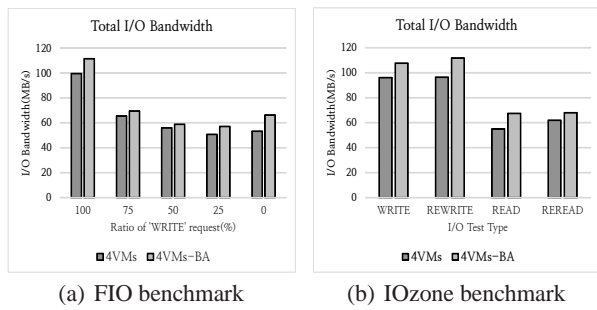 Total I/O Bandwidth
I/O Bandwidth(MB/s)
120
100
80
60
40
20
0
100 75 50 25 0
Ratio of 'WRITE' request(%)
4VMs 4VMs-BA
(a) FIO benchmark
Total I/O Bandwidth
I/O Bandwidth(MB/s)
120
100
80
60
40
20
0
WRITE REWRITE READ REREAD
I/O Test Type
4VMs 4VMs-BA
(b) IOzone benchmark